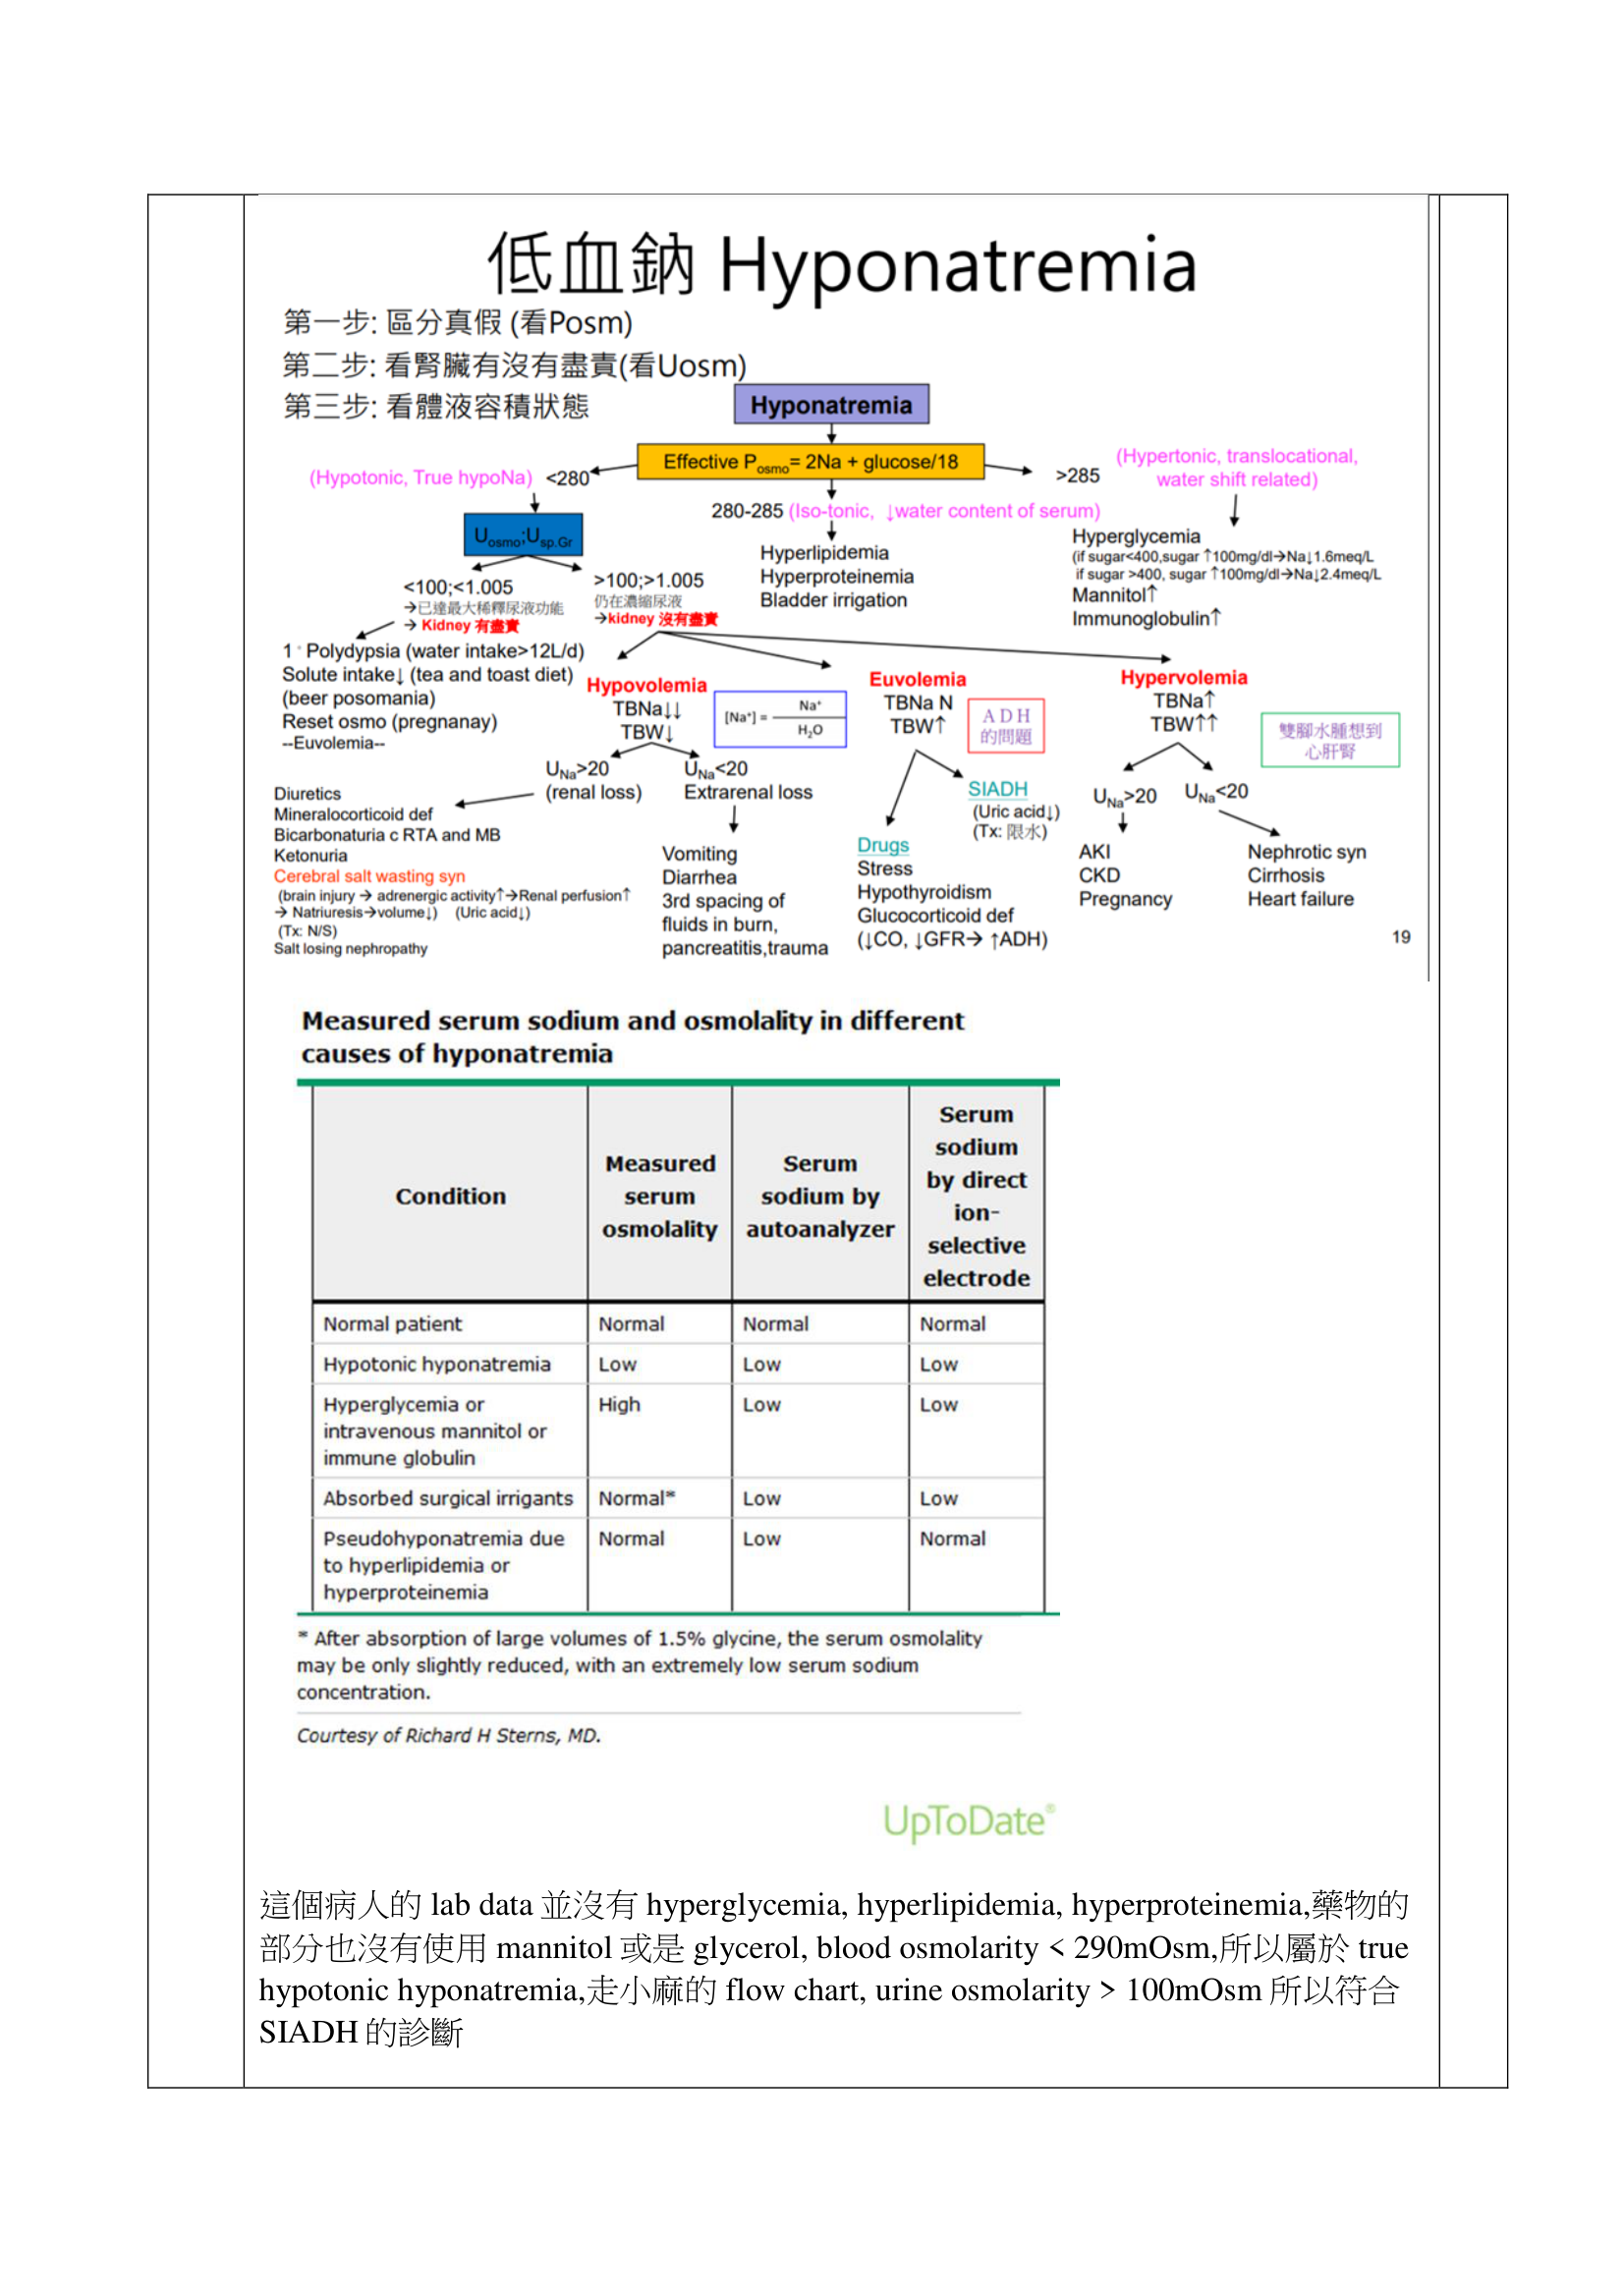 低血鈉 Hyponatremia
第一步: 區分真假 (看Posm)
第二步: 看腎臟有沒有盡責(看Uosm)
第三步: 看體液容積狀態
Hyponatremia
Effective Posmo= 2Na + glucose/18
(Hypotonic, True hypoNa) <280
>285
(Hypertonic, translocational,
water shift related)
280-285 (Iso-tonic, ↓water content of serum)
Uosmo;Usp.Gr
Hyperlipidemia
Hyperproteinemia
Bladder irrigation
Hyperglycemia
(if sugar<400,sugar ↑100mg/dl→Na↓1.6meq/L
if sugar >400, sugar ↑100mg/dl→Na↓2.4meq/L
Mannitol↑
Immunoglobulin↑
<100;<1.005
→已達最大稀釋尿液功能
→ Kidney 有盡責
>100;>1.005
仍在濃縮尿液
→kidney 沒有盡責
1° Polydypsia (water intake>12L/d)
Solute intake↓ (tea and toast diet)
(beer posomania)
Reset osmo (pregnanay)
--Euvolemia--
Hypovolemia
TBNa↓↓
TBW↓
[Na⁺] = Na⁺
H₂O
Euvolemia
TBNa N
TBW↑
ADH
的問題
Hypervolemia
TBNa↑
TBW↑↑
雙腳水腫想到
心肝腎
UNa>20
(renal loss)
UNa<20
Extrarenal loss
Diuretics
Mineralocorticoid def
Bicarbonaturia c RTA and MB
Ketonuria
Cerebral salt wasting syn
(brain injury → adrenergic activity↑→Renal perfusion↑
→ Natriuresis→volume↓) (Uric acid↓)
(Tx: N/S)
Salt losing nephropathy
Vomiting
Diarrhea
3rd spacing of
fluids in burn,
pancreatitis,trauma
SIADH
(Uric acid↓)
(Tx: 限水)
Drugs
Stress
Hypothyroidism
Glucocorticoid def
(↓CO, ↓GFR→ ↑ADH)
UNa>20
UNa<20
AKI
CKD
Pregnancy
Nephrotic syn
Cirrhosis
Heart failure
19
Measured serum sodium and osmolality in different
causes of hyponatremia
Condition
Measured
serum
osmolality
Serum
sodium by
autoanalyzer
Serum
sodium
by direct
ion-
selective
electrode
Normal patient Normal Normal Normal
Hypotonic hyponatremia Low Low Low
Hyperglycemia or High Low Low
intravenous mannitol or
immune globulin
Absorbed surgical irrigants Normal* Low Low
Pseudohyponatremia due Normal Low Normal
to hyperlipidemia or
hyperproteinemia
* After absorption of large volumes of 1.5% glycine, the serum osmolality
may be only slightly reduced, with an extremely low serum sodium
concentration.
Courtesy of Richard H Sterns, MD.
UpToDate®
這個病人的 lab data 並沒有 hyperglycemia, hyperlipidemia, hyperproteinemia,藥物的
部分也沒有使用 mannitol 或是 glycerol, blood osmolarity < 290mOsm,所以屬於 true
hypotonic hyponatremia,走小麻的 flow chart, urine osmolarity > 100mOsm 所以符合
SIADH 的診斷